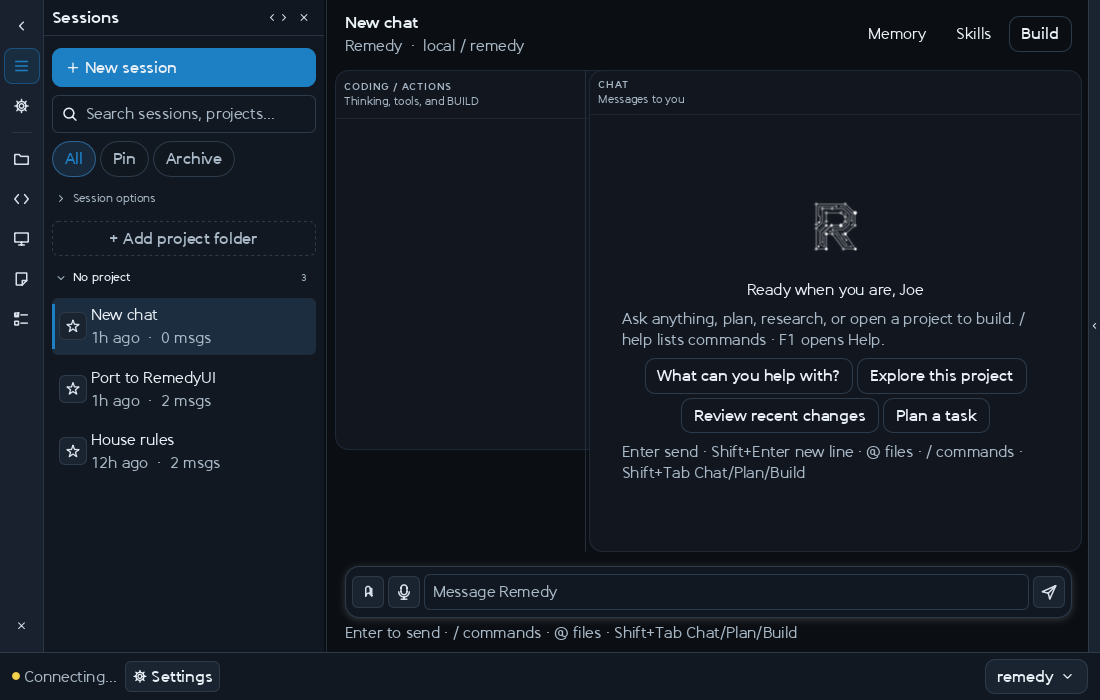 Sessions
+ New session
Search sessions, projects...
All
Pin
Archive
Session options
+ Add project folder
No project
3
New chat
1h ago · 0 msgs
Port to RemedyUI
1h ago · 2 msgs
House rules
12h ago · 2 msgs
New chat
Remedy · local / remedy
Memory
Skills
Build
CODING / ACTIONS
Thinking, tools, and BUILD
CHAT
Messages to you
R
Ready when you are, Joe
Ask anything, plan, research, or open a project to build. /
help lists commands · F1 opens Help.
What can you help with?
Explore this project
Review recent changes
Plan a task
Enter send · Shift+Enter new line · @ files · / commands ·
Shift+Tab Chat/Plan/Build
Message Remedy
Enter to send · / commands · @ files · Shift+Tab Chat/Plan/Build
Connecting...
Settings
remedy